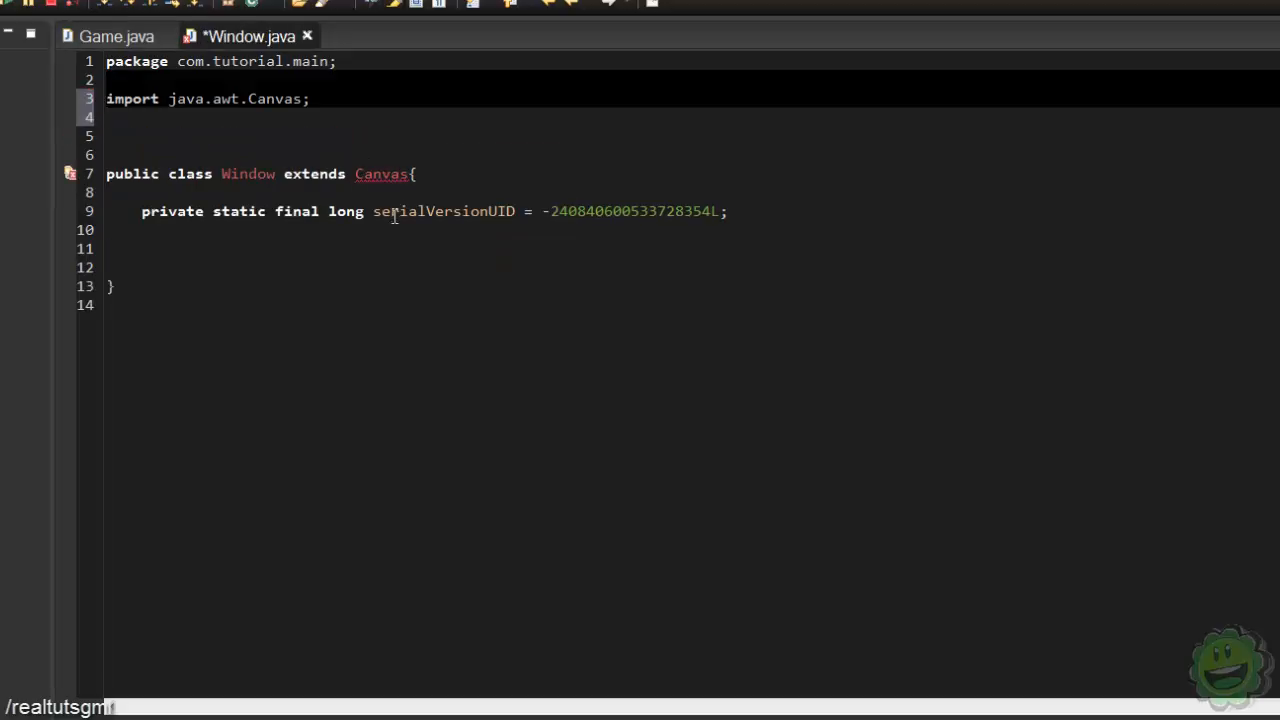 Game.java
*Window.java
1 package com.tutorial.main;
2
3 import java.awt.Canvas;
4
5
6
7 public class Window extends Canvas{
8
9 private static final long serialVersionUID = -240840600533728354L;
10
11
12
13 }
14
/realtutsgm